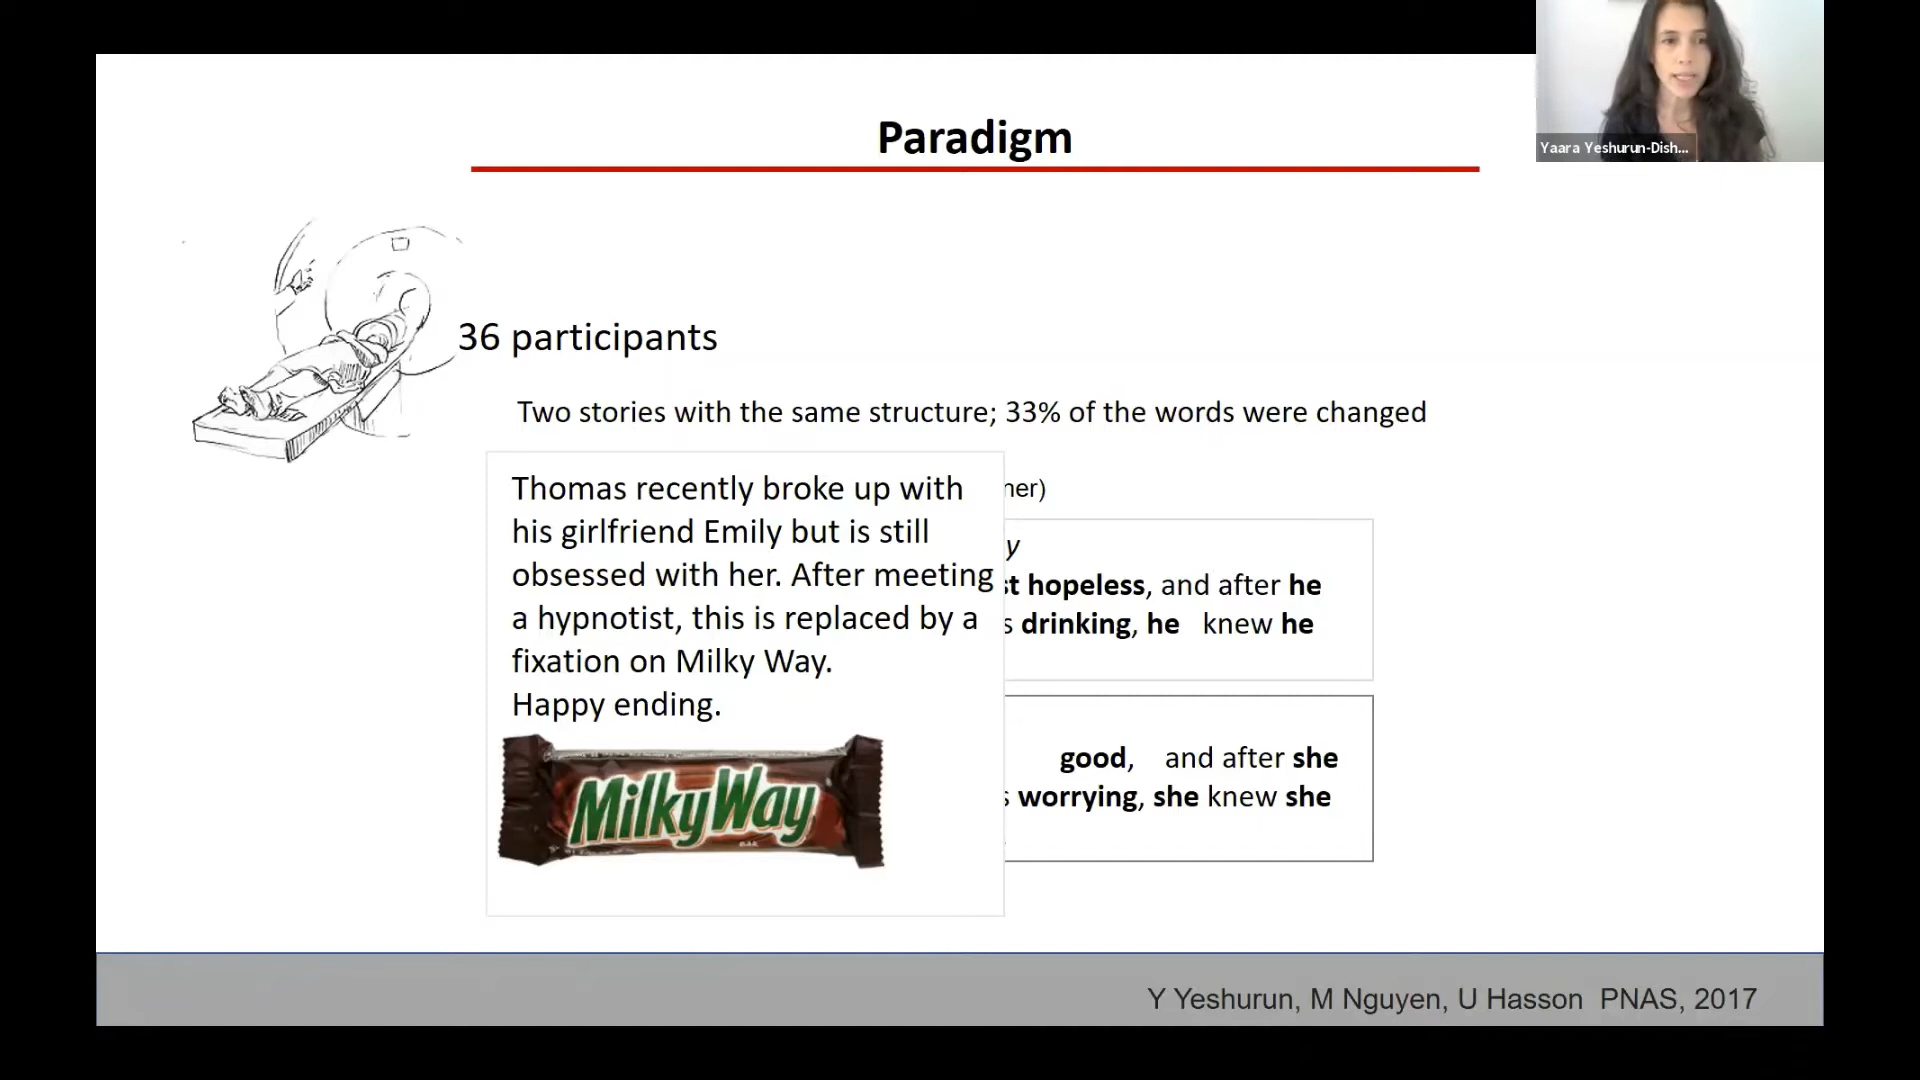 Paradigm
Yaara Yeshurun-Dish...
36 participants
Two stories with the same structure; 33% of the words were changed
Thomas recently broke up with
his girlfriend Emily but is still
obsessed with her. After meeting
a hypnotist, this is replaced by a
fixation on Milky Way.
Happy ending.
MilkyWay
BAR
ner)
y
st hopeless, and after he
s drinking, he knew he
good, and after she
s worrying, she knew she
Y Yeshurun, M Nguyen, U Hasson PNAS, 2017